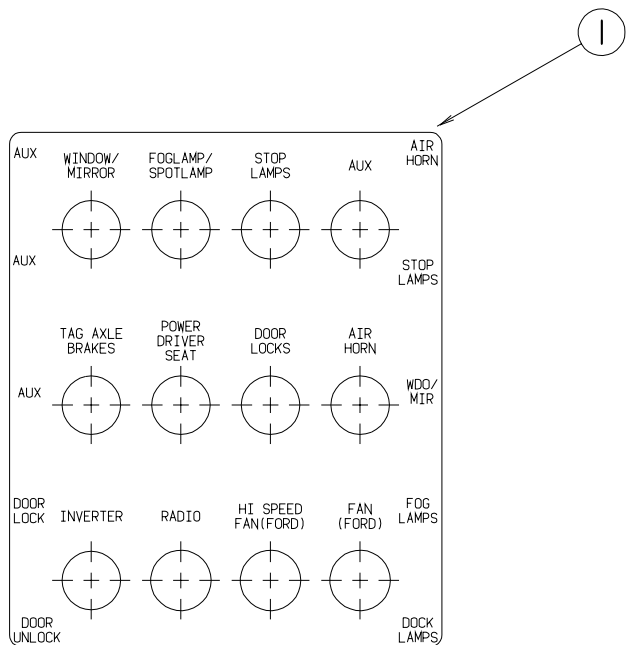 1
AUX
WINDOW/
MIRROR
FOGLAMP/
SPOTLAMP
STOP
LAMPS
AUX
AIR
HORN
AUX
STOP
LAMPS
TAG AXLE
BRAKES
POWER
DRIVER
SEAT
DOOR
LOCKS
AIR
HORN
AUX
WDO/
MIR
DOOR
LOCK
INVERTER
RADIO
HI SPEED
FAN(FORD)
FAN
(FORD)
FOG
LAMPS
DOOR
UNLOCK
DOCK
LAMPS